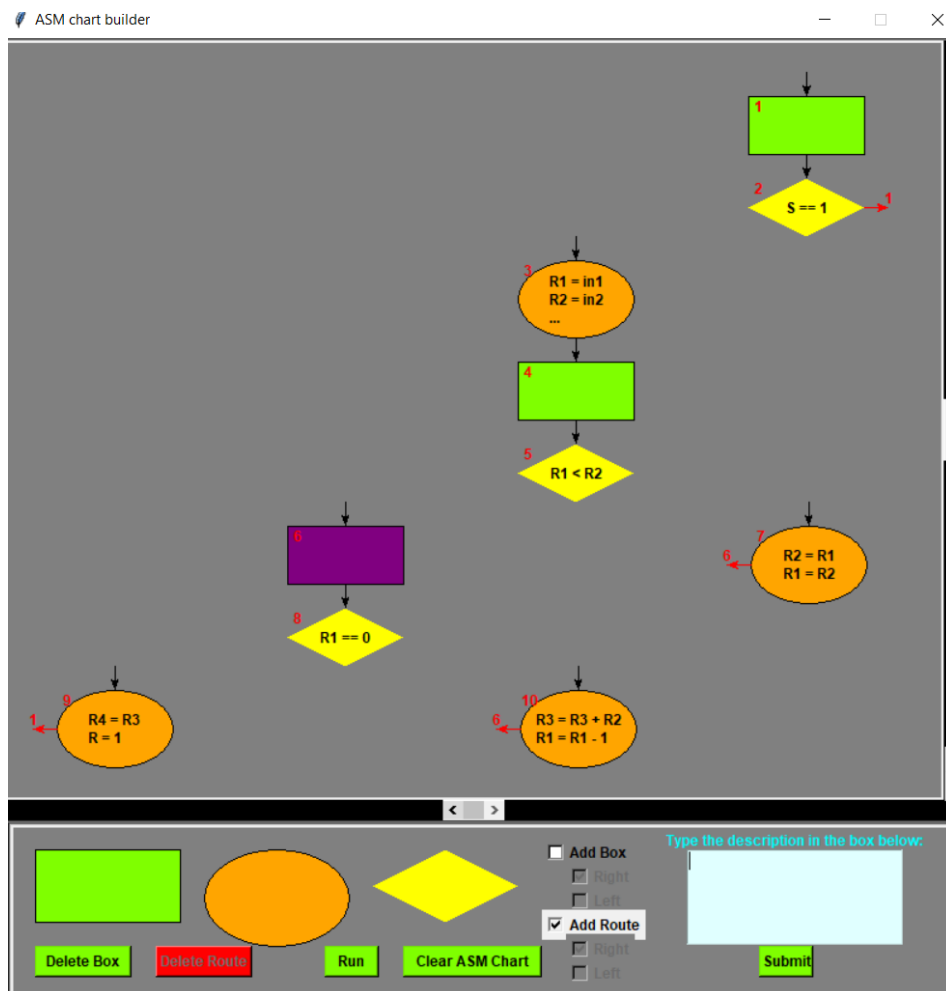 ASM chart builder
1
2
S == 1
1
3
R1 = in1
R2 = in2
...
4
5
R1 < R2
6
7
R2 = R1
R1 = R2
6
8
R1 == 0
9
R4 = R3
R = 1
1
10
R3 = R3 + R2
R1 = R1 - 1
6
Type the description in the box below:
Add Box
Right
Left
Add Route
Right
Left
Delete Box
Delete Route
Run
Clear ASM Chart
Submit